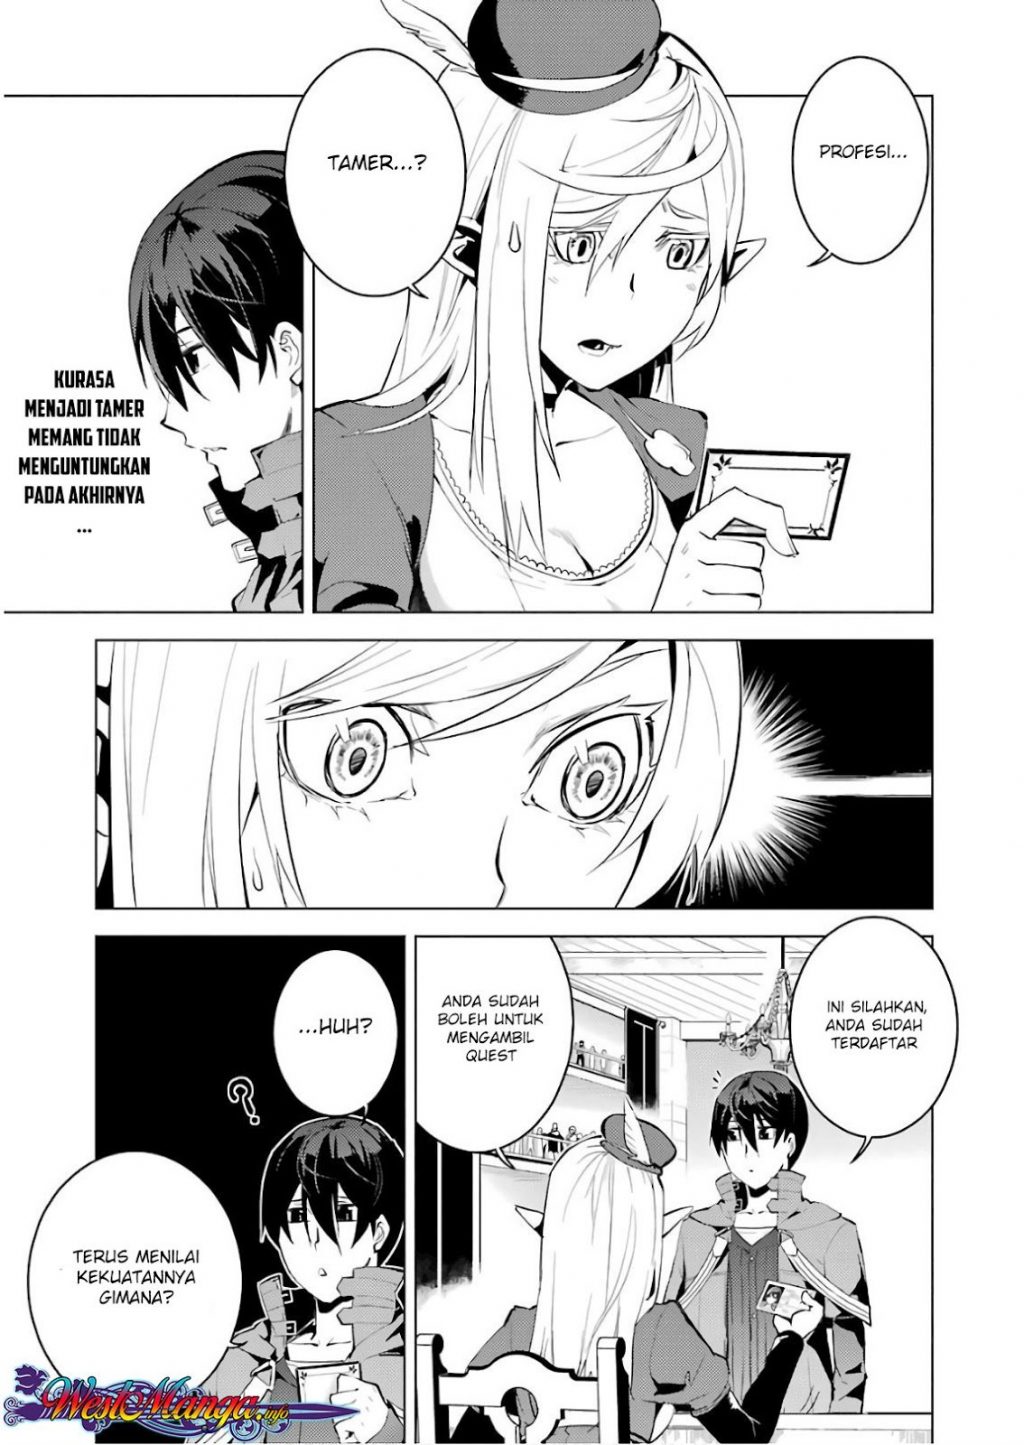 PROFESI...
TAMER...?
KURASA
MENJADI TAMER
MEMANG TIDAK
MENGUNTUNGKAN
PADA AKHIRNYA
...
INI SILAHKAN,
ANDA SUDAH
TERDAFTAR
ANDA SUDAH
BOLEH UNTUK
MENGAMBIL
QUEST
...HUH?
?
TERUS MENILAI
KEKUATANNYA
GIMANA?
WestManga.info